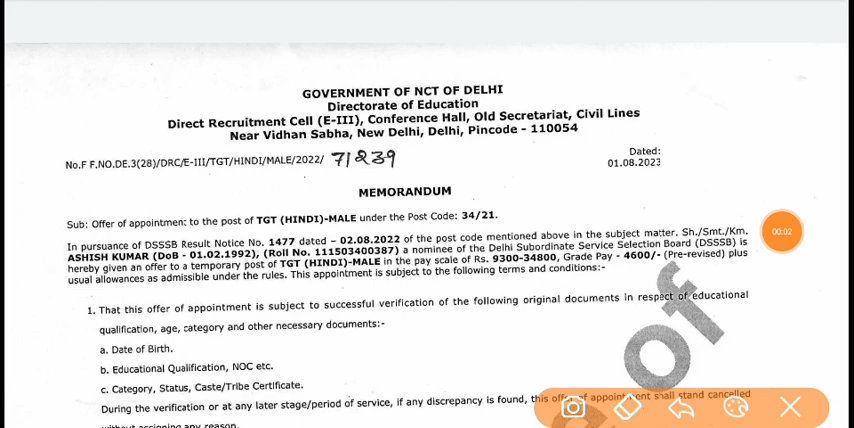 GOVERNMENT OF NCT OF DELHI
Directorate of Education
Direct Recruitment Cell (E-III), Conference Hall, Old Secretariat, Civil Lines
Near Vidhan Sabha, New Delhi, Delhi, Pincode - 110054
No.F F.NO.DE.3(28)/DRC/E-III/TGT/HINDI/MALE/2022/ 71239
Dated:
01.08.2023
MEMORANDUM
Sub: Offer of appointment to the post of TGT (HINDI)-MALE under the Post Code: 34/21.
In pursuance of DSSSB Result Notice No. 1477 dated – 02.08.2022 of the post code mentioned above in the subject matter. Sh./Smt./Km.
ASHISH KUMAR (DoB - 01.02.1992), (Roll No. 111503400387) a nominee of the Delhi Subordinate Service Selection Board (DSSSB) is
hereby given an offer to a temporary post of TGT (HINDI)-MALE in the pay scale of Rs. 9300-34800, Grade Pay - 4600/- (Pre-revised) plus
usual allowances as admissible under the rules. This appointment is subject to the following terms and conditions:-
00:02
1. That this offer of appointment is subject to successful verification of the following original documents in respect of educational
qualification, age, category and other necessary documents:-
a. Date of Birth.
b. Educational Qualification, NOC etc.
c. Category, Status, Caste/Tribe Certificate.
During the verification or at any later stage/period of service, if any discrepancy is found, this offer of appointment shall stand cancelled
without assigning any reason.
of